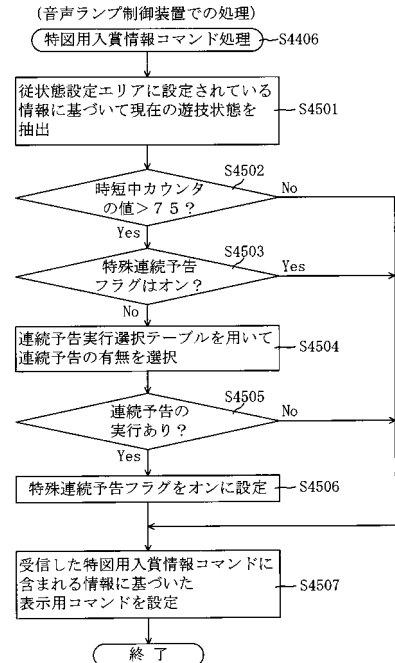 (音声ランプ制御装置での処理)
特図用入賞情報コマンド処理
S4406
従状態設定エリアに設定されている
情報に基づいて現在の遊技状態を
抽出
S4501
S4502
時短中カウンタ
の値>75?
No
Yes
S4503
特殊連続予告
フラグはオン?
Yes
No
連続予告実行選択テーブルを用いて
連続予告の有無を選択
S4504
S4505
連続予告の
実行あり?
No
Yes
特殊連続予告フラグをオンに設定
S4506
受信した特図用入賞情報コマンドに
含まれる情報に基づいた
表示用コマンドを設定
S4507
終了